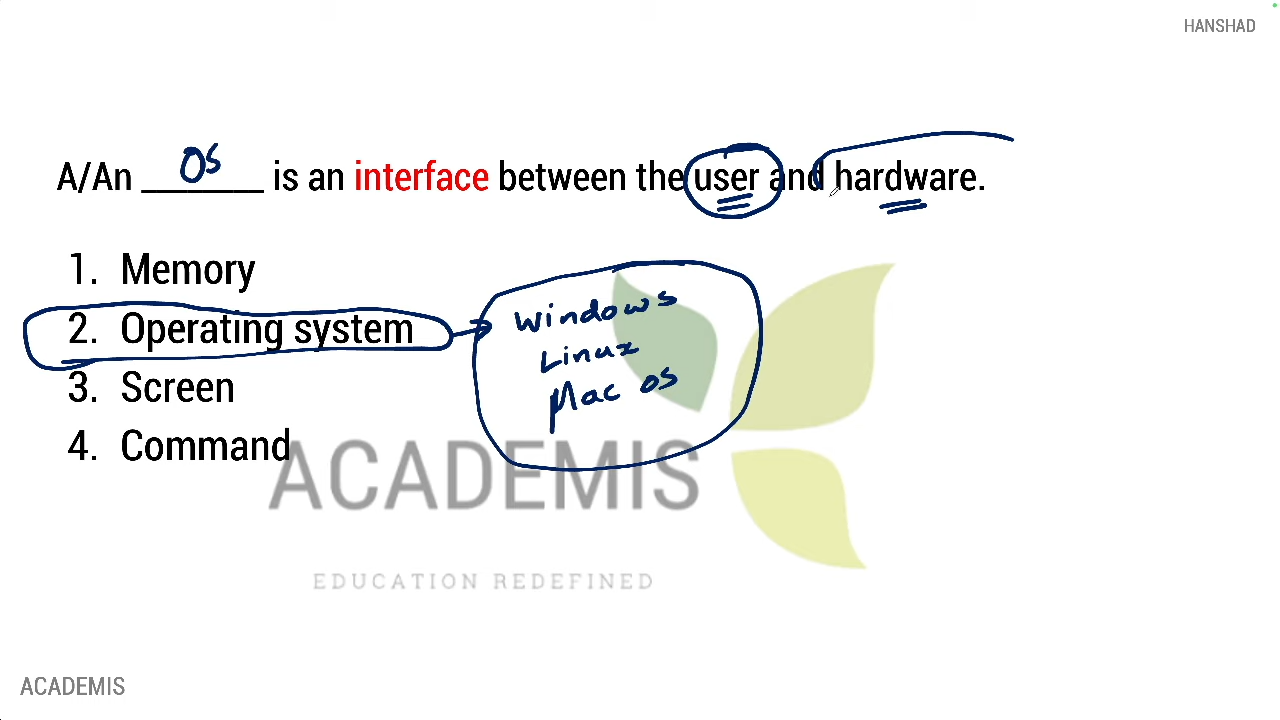 HANSHAD
A/An OS is an interface between the user and hardware.
1. Memory
2. Operating system
3. Screen
4. Command
Windows
Linux
Mac OS
ACADEMIS
EDUCATION REDEFINED
ACADEMIS